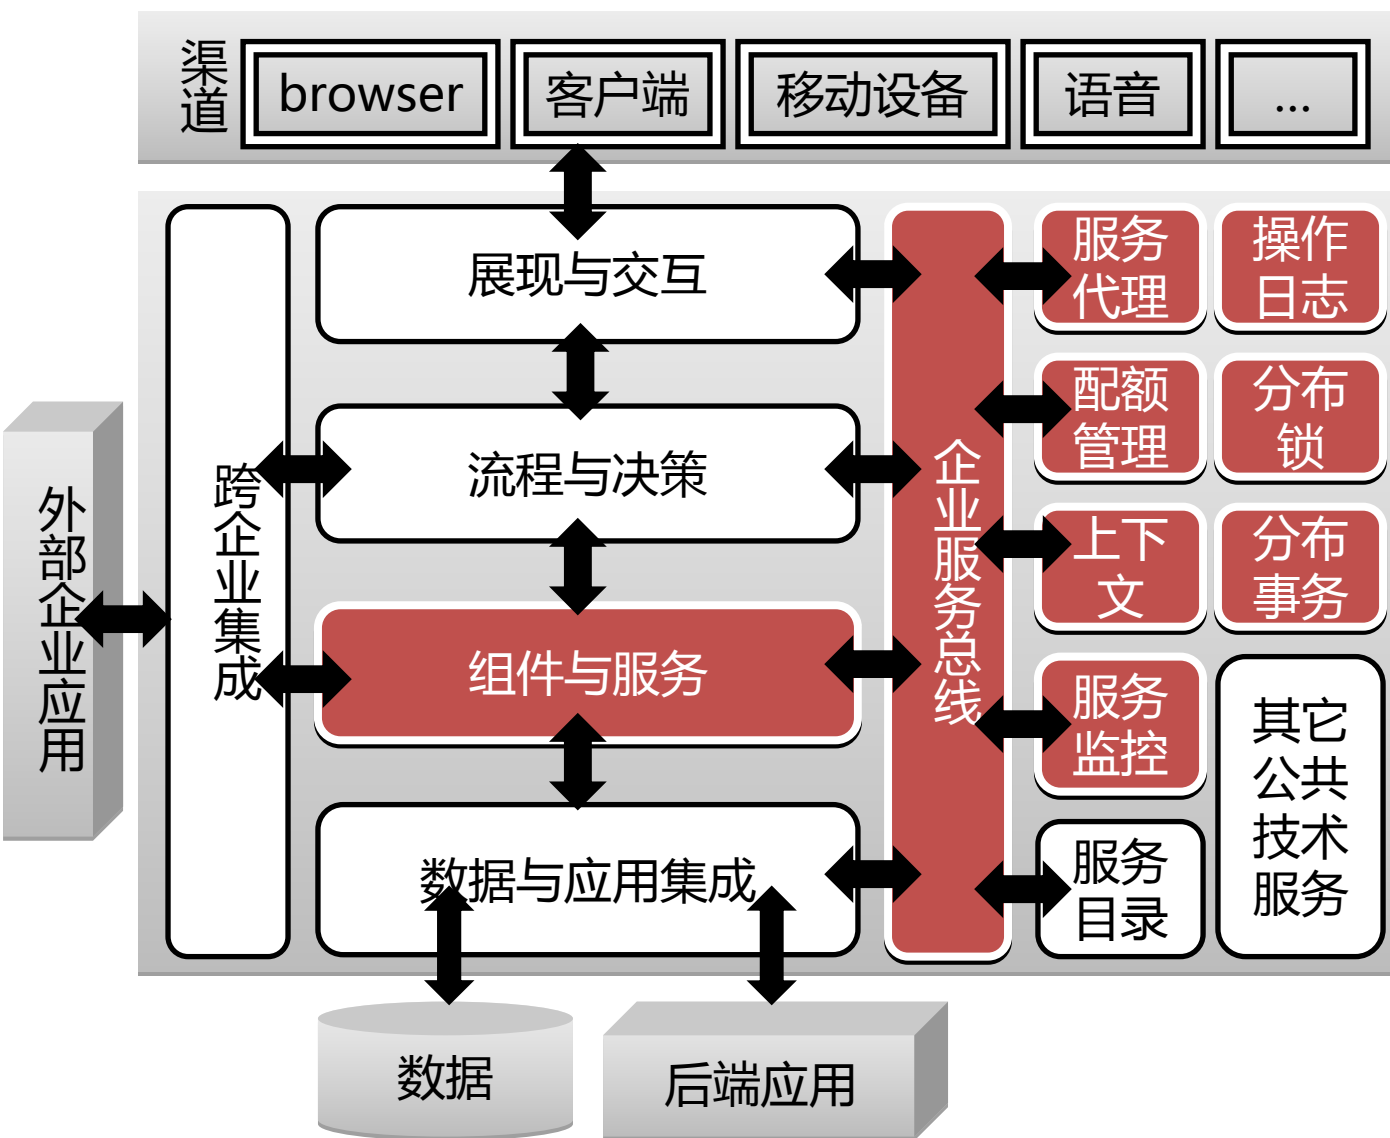 渠道
browser
客户端
移动设备
语音
...
展现与交互
流程与决策
组件与服务
数据与应用集成
跨企业集成
外部企业应用
企业服务总线
服务
代理
操作
日志
配额
管理
分布
锁
上下
文
分布
事务
服务
监控
其它
公共
技术
服务
服务
目录
数据
后端应用